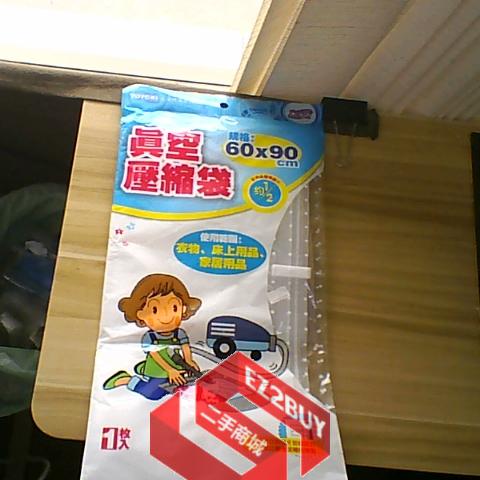 真空
壓縮袋
規格:
60x90
cm
約1/2
使用範圍:
衣物、床上用品、
家居用品
1枚入
EZ2BUY
二手商城